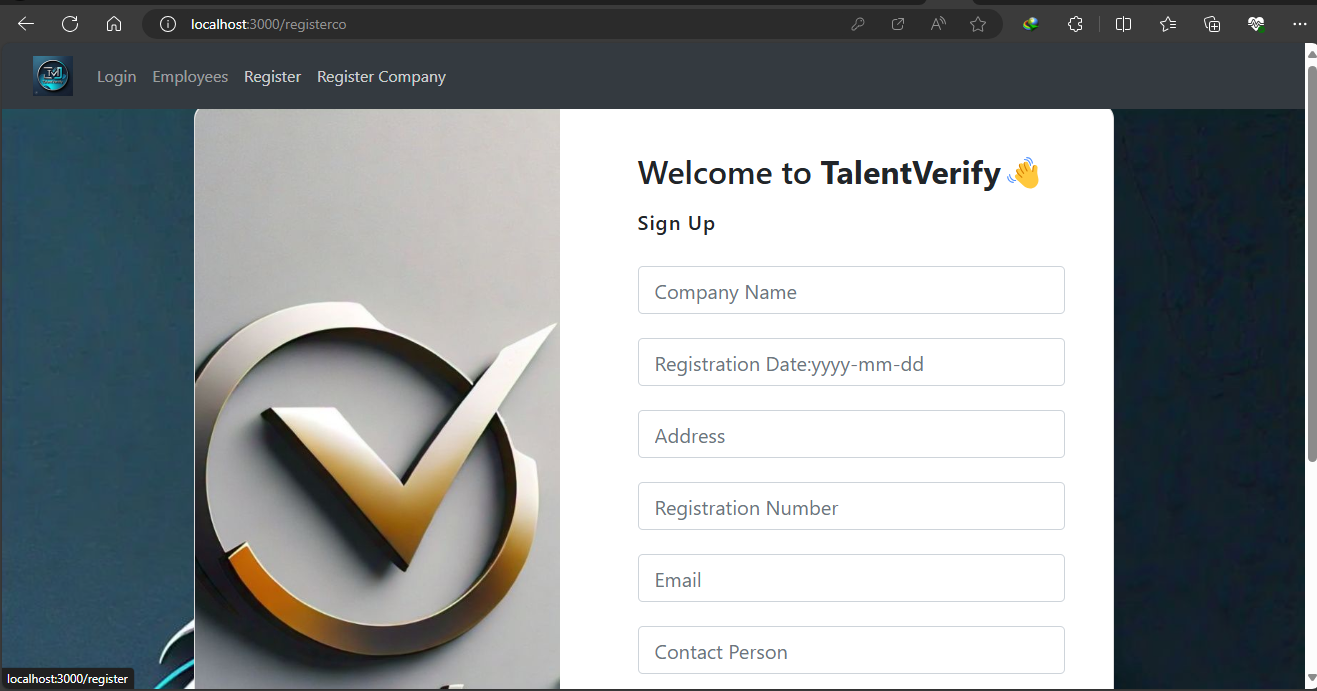 localhost:3000/registerco
Login Employees Register Register Company
Welcome to TalentVerify 👋
Sign Up
Company Name
Registration Date:yyyy-mm-dd
Address
Registration Number
Email
Contact Person
localhost:3000/register